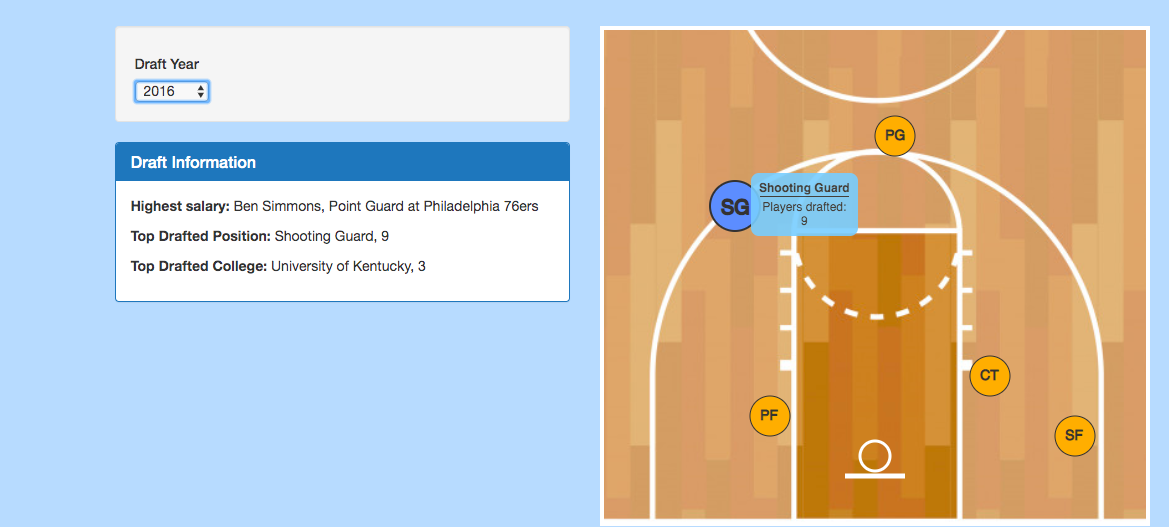 Draft Year
2016
Draft Information
Highest salary: Ben Simmons, Point Guard at Philadelphia 76ers
Top Drafted Position: Shooting Guard, 9
Top Drafted College: University of Kentucky, 3
PG
SG
Shooting Guard
Players drafted:
9
CT
PF
SF